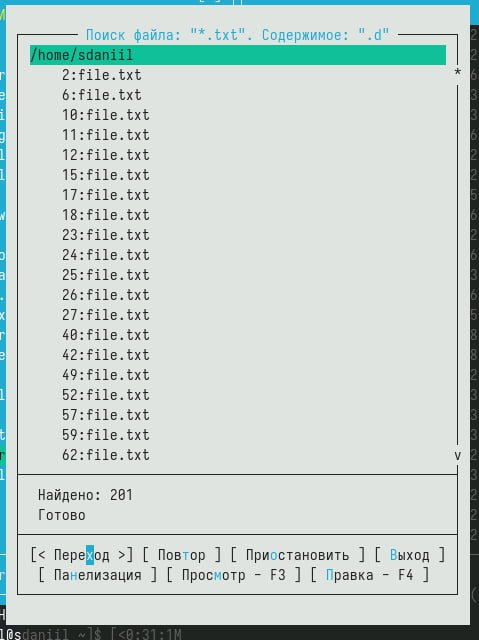 Поиск файла: "*.txt". Содержимое: ".d"
/home/sdaniil
2:file.txt
6:file.txt
10:file.txt
11:file.txt
12:file.txt
15:file.txt
17:file.txt
18:file.txt
23:file.txt
24:file.txt
25:file.txt
26:file.txt
27:file.txt
40:file.txt
42:file.txt
49:file.txt
52:file.txt
57:file.txt
59:file.txt
62:file.txt
Найдено: 201
Готово
[< Переход >] [ Повтор ] [ Приостановить ] [ Выход ]
[ Панелизация ] [ Просмотр - F3 ] [ Правка - F4 ]
l@sdaniil ~]$ [<0:31:1M